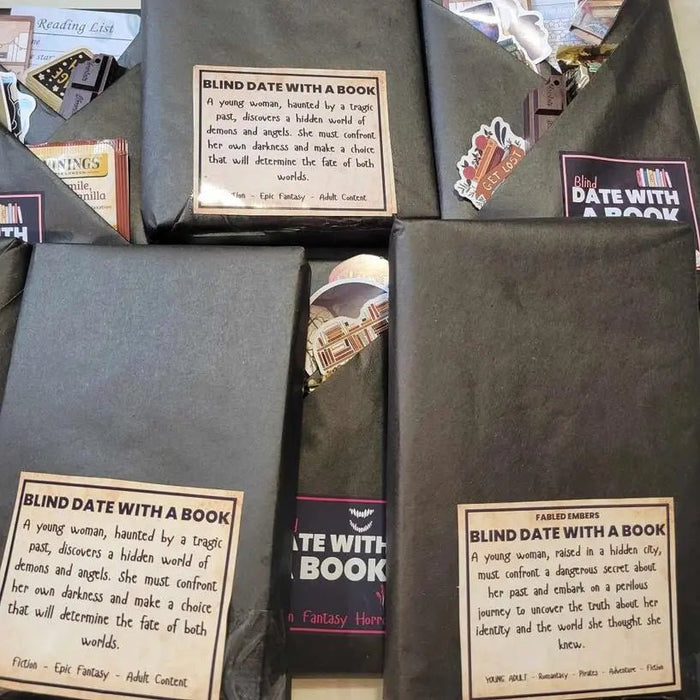 Reading List
BLIND DATE WITH A BOOK
A young woman, haunted by a tragic
past, discovers a hidden world of
demons and angels. She must confront
her own darkness and make a choice
that will determine the fate of both
worlds.
- Epic Fantasy - Adult Content
GET LOST
Blind
DATE WITH
A BOOK
BLIND DATE WITH A BOOK
A young woman, haunted by a tragic
past, discovers a hidden world of
demons and angels. She must confront
her own darkness and make a choice
that will determine the fate of both
worlds.
Fiction - Epic Fantasy - Adult Content
ATE WITH
BOOK
Fantasy
FABLED EMBERS
BLIND DATE WITH A BOOK
A young woman, raised in a hidden city,
must confront a dangerous secret about
her past and embark on a perilous
journey to uncover the truth about her
identity and the world she thought she
knew.
YOUNG ADULT - Romantasy - Pirates - Adventure - Fiction